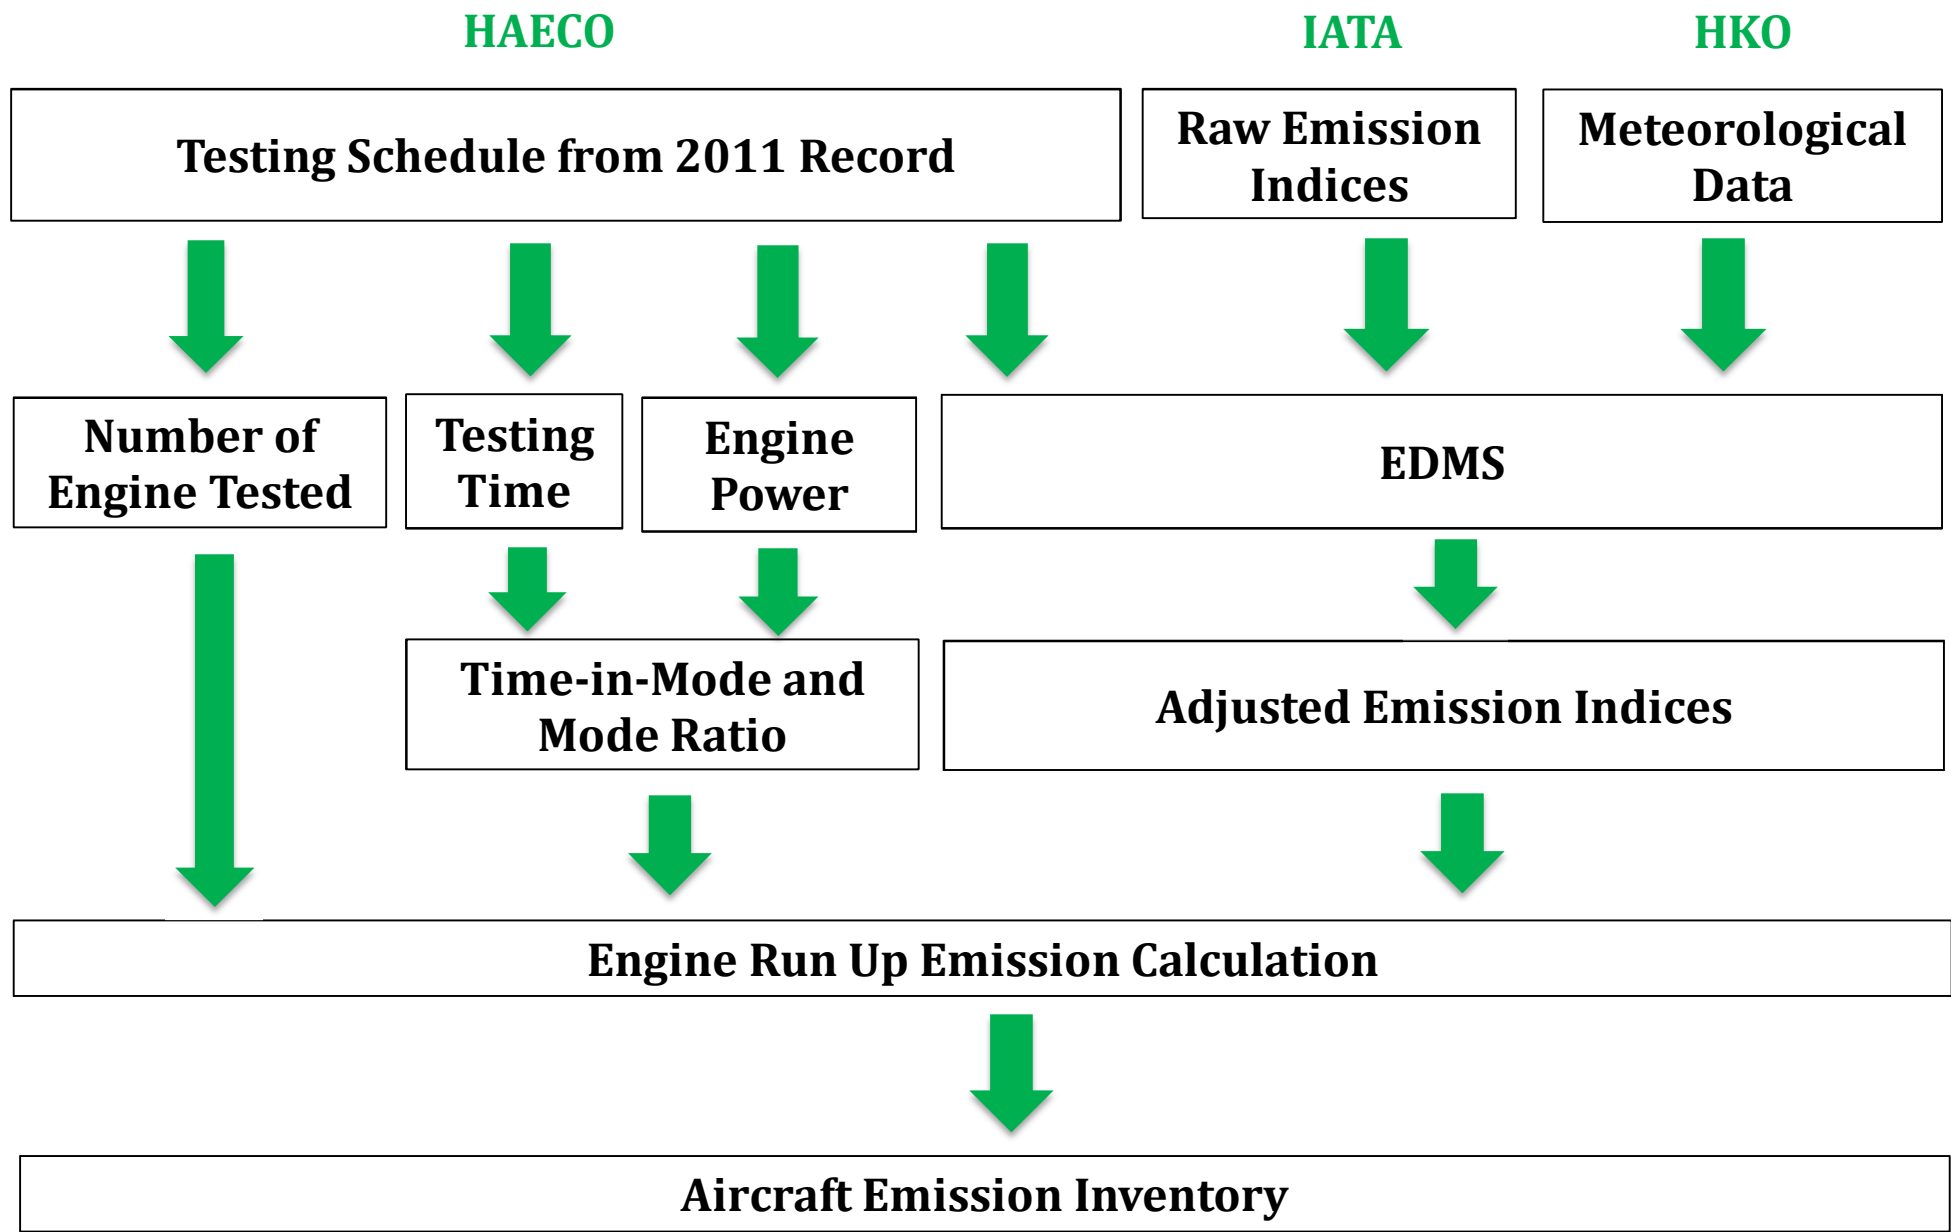 HAECO
IATA
HKO
Testing Schedule from 2011 Record
Raw Emission
Indices
Meteorological
Data
Number of
Engine Tested
Testing
Time
Engine
Power
EDMS
Time-in-Mode and
Mode Ratio
Adjusted Emission Indices
Engine Run Up Emission Calculation
Aircraft Emission Inventory